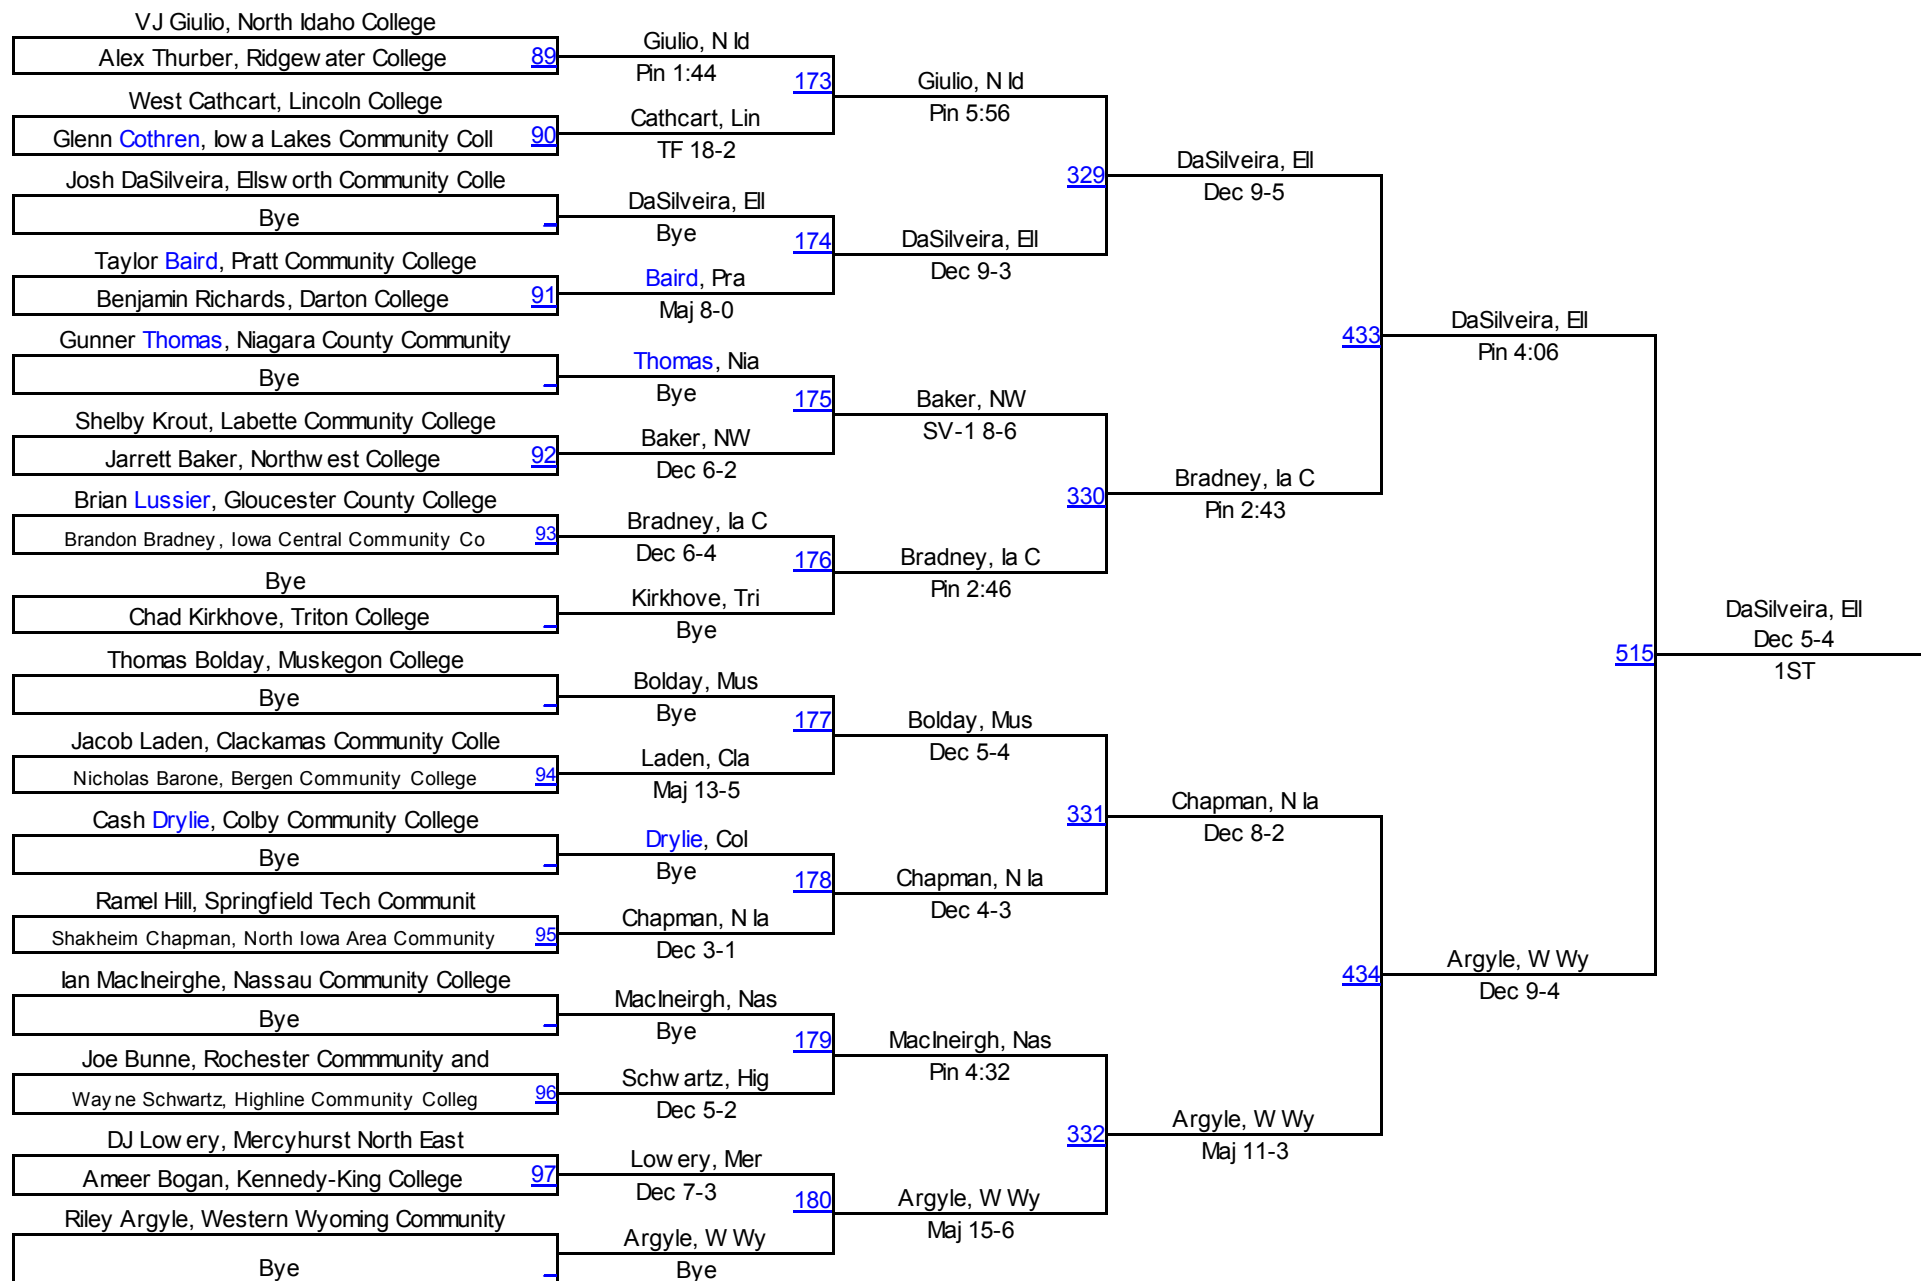 VJ Giulio, North Idaho College
Alex Thurber, Ridgewater College 89
West Cathcart, Lincoln College
Glenn Cothren, Iowa Lakes Community Coll 90
Josh DaSilveira, Ellsworth Community Colle
Bye
Taylor Baird, Pratt Community College
Benjamin Richards, Darton College 91
Gunner Thomas, Niagara County Community
Bye
Shelby Krout, Labette Community College
Jarrett Baker, Northwest College 92
Brian Lussier, Gloucester County College
Brandon Bradney, Iowa Central Community Co 93
Bye
Chad Kirkhove, Triton College
Thomas Bolday, Muskegon College
Bye
Jacob Laden, Clackamas Community Colle
Nicholas Barone, Bergen Community College 94
Cash Drylie, Colby Community College
Bye
Ramel Hill, Springfield Tech Communit
Shakheim Chapman, North Iowa Area Community 95
Ian MacIneirghe, Nassau Community College
Bye
Joe Bunne, Rochester Commmunity and
Wayne Schwartz, Highline Community Colleg 96
DJ Lowery, Mercyhurst North East
Ameer Bogan, Kennedy-King College 97
Riley Argyle, Western Wyoming Community
Bye
Giulio, N Id
Pin 1:44
173
Cathcart, Lin
TF 18-2
DaSilveira, Ell
Bye
174
Baird, Pra
Maj 8-0
Thomas, Nia
Bye
175
Baker, NW
Dec 6-2
Bradney, Ia C
Dec 6-4
176
Kirkhove, Tri
Bye
Bolday, Mus
Bye
177
Laden, Cla
Maj 13-5
Drylie, Col
Bye
178
Chapman, N Ia
Dec 3-1
MacIneirgh, Nas
Bye
179
Schwartz, Hig
Dec 5-2
Lowery, Mer
Dec 7-3
180
Argyle, W Wy
Bye
Giulio, N Id
Pin 5:56
329
DaSilveira, Ell
Dec 9-3
Baker, NW
SV-1 8-6
330
Bradney, Ia C
Pin 2:46
Bolday, Mus
Dec 5-4
331
Chapman, N Ia
Dec 4-3
MacIneirgh, Nas
Pin 4:32
332
Argyle, W Wy
Maj 15-6
DaSilveira, Ell
Dec 9-5
433
Bradney, Ia C
Pin 2:43
Chapman, N Ia
Dec 8-2
434
Argyle, W Wy
Maj 11-3
DaSilveira, Ell
Pin 4:06
515
Argyle, W Wy
Dec 9-4
DaSilveira, Ell
Dec 5-4
1ST